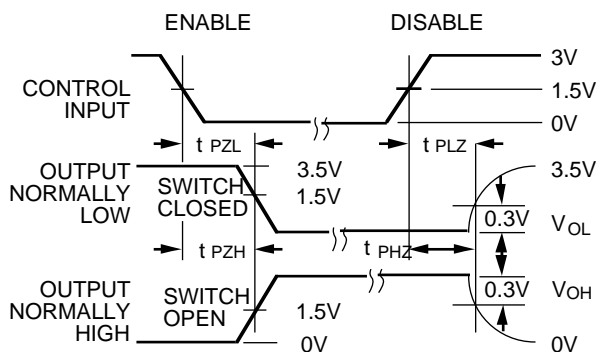 ENABLE DISABLE
3V
CONTROL
INPUT
1.5V
0V
t PZL t PLZ
OUTPUT
NORMALLY
LOW
SWITCH
CLOSED
3.5V
1.5V
3.5V
0.3V
VOL
t PZH t PHZ
OUTPUT
NORMALLY
HIGH
SWITCH
OPEN
1.5V
0V
0.3V
VOH
0V